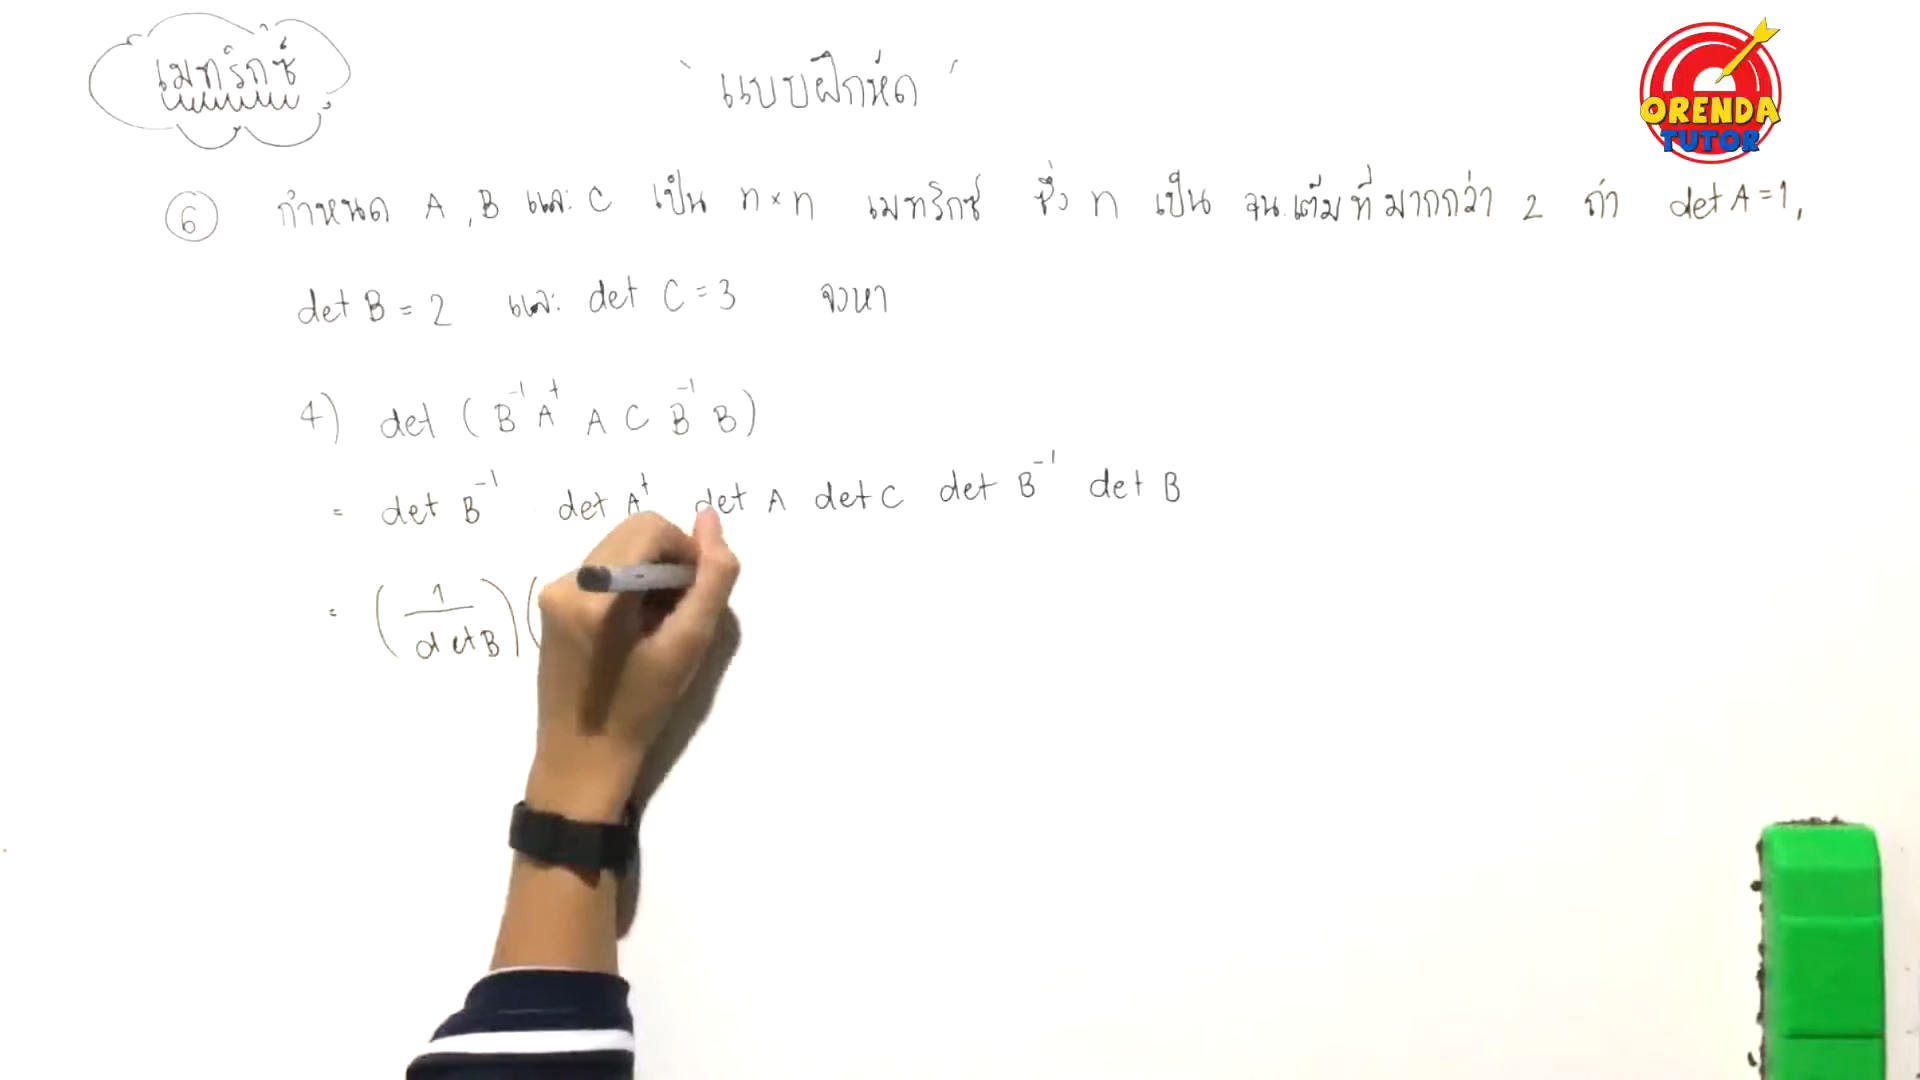 เมทริกซ์
" แบบฝึกหัด "
ORENDA
TUTOR
6 กำหนด A , B และ C เป็น n × n เมทริกซ์ ซึ่ง n เป็น จน.เต็มที่มากกว่า 2 ถ้า det A = 1,
det B = 2 และ det C = 3 จงหา
4) det ( B⁻¹ Aᵗ A C B⁻¹ B )
= det B⁻¹ det Aᵗ det A det C det B⁻¹ det B
= ( 1 / det B ) (